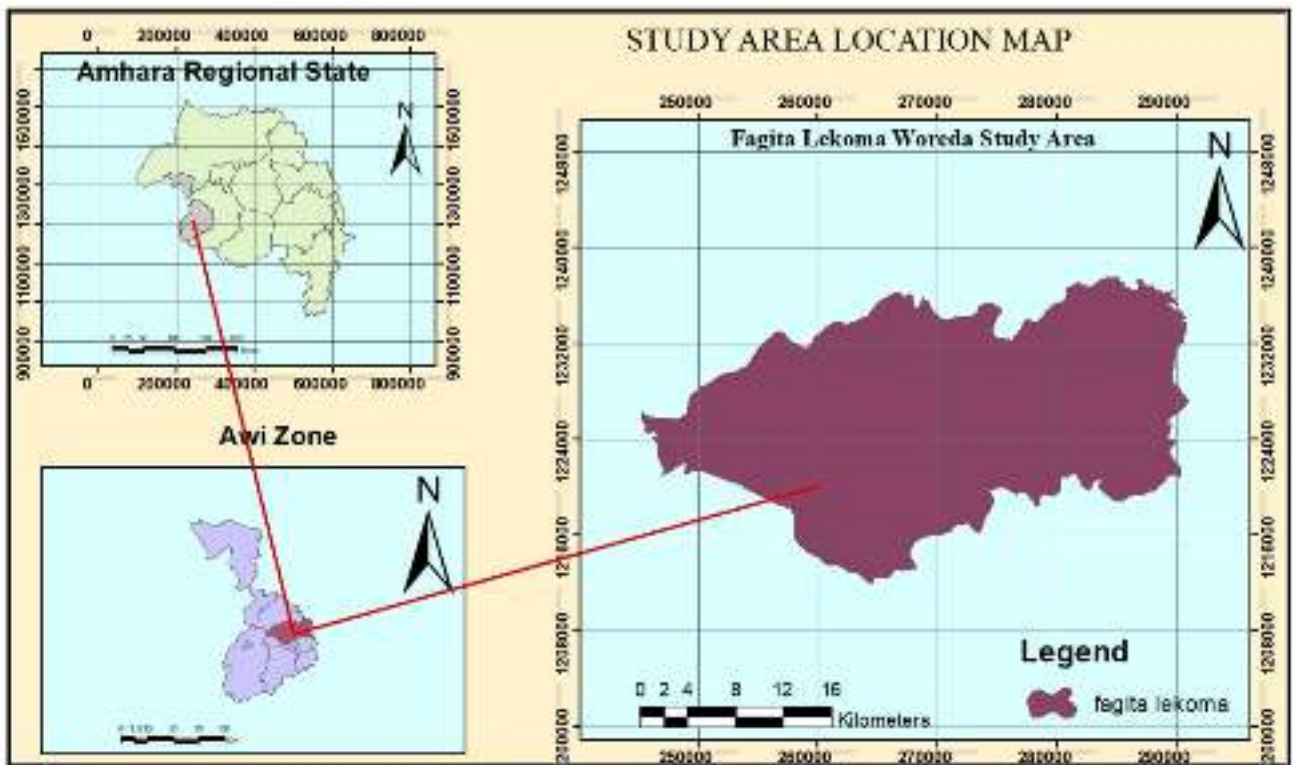 STUDY AREA LOCATION MAP
0 200000 400000 600000 800000
Amhara Regional State
N
1600000 1600000
1300000 1300000
1100000 1100000
900000 900000
0 200000 400000 600000 800000
Awi Zone
N
250000 260000 270000 280000 290000
Fagita Lekoma Woreda Study Area
N
1248000 1248000
1240000 1240000
1232000 1232000
1224000 1224000
1216000 1216000
1208000 1208000
1200000 1200000
Legend
fagita lekoma
0 2 4 8 12 16
Kilometers
250000 260000 270000 280000 290000